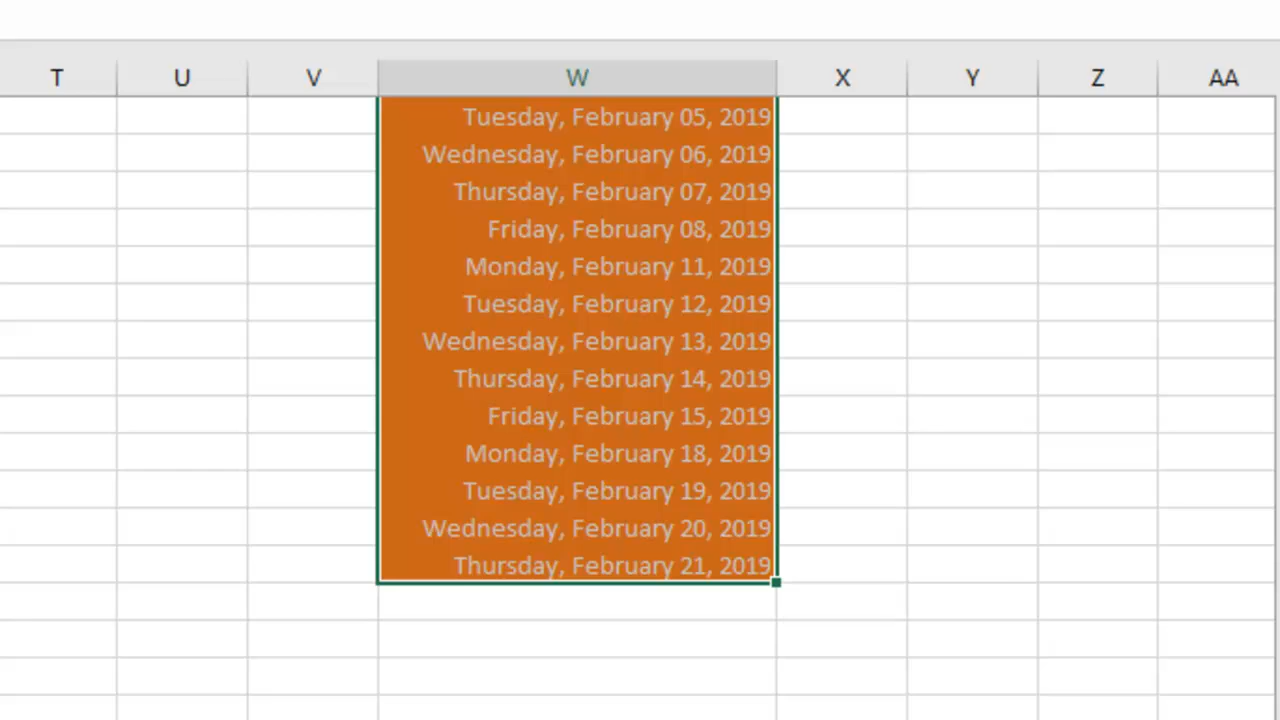 T U V W X Y Z AA
Tuesday, February 05, 2019
Wednesday, February 06, 2019
Thursday, February 07, 2019
Friday, February 08, 2019
Monday, February 11, 2019
Tuesday, February 12, 2019
Wednesday, February 13, 2019
Thursday, February 14, 2019
Friday, February 15, 2019
Monday, February 18, 2019
Tuesday, February 19, 2019
Wednesday, February 20, 2019
Thursday, February 21, 2019